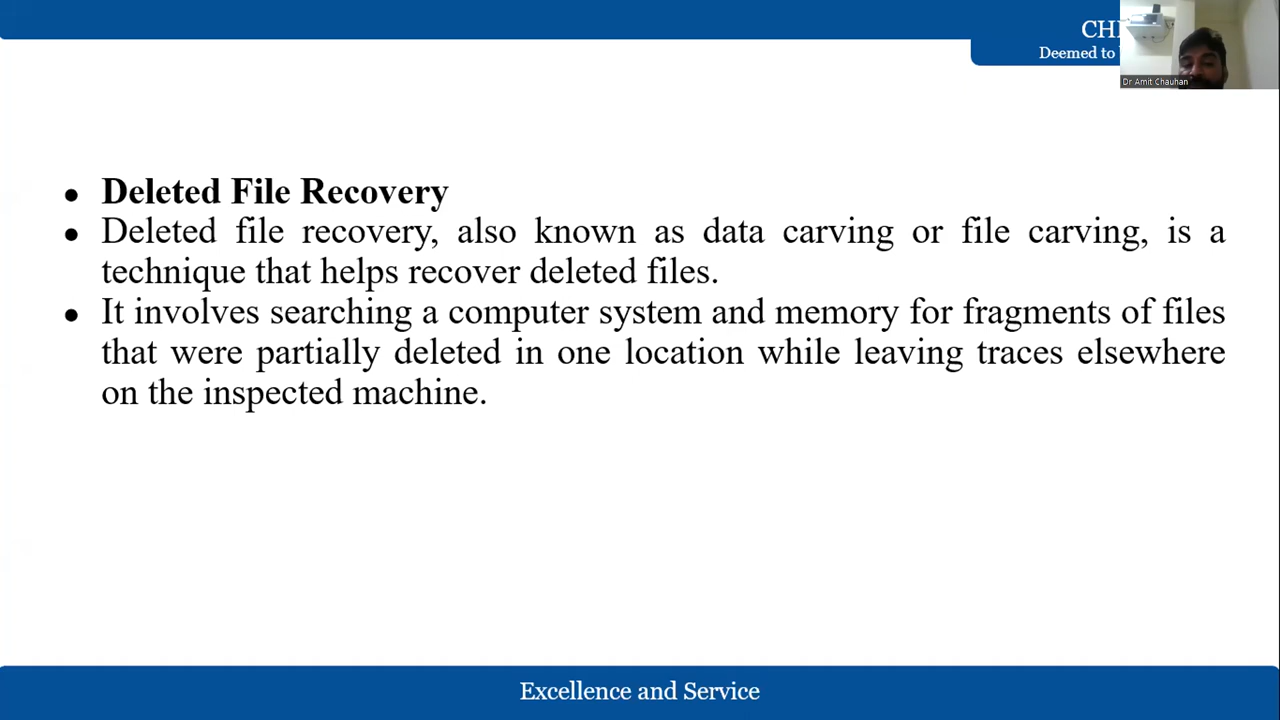 Deemed to
Dr Amit Chauhan
• Deleted File Recovery
• Deleted file recovery, also known as data carving or file carving, is a
technique that helps recover deleted files.
• It involves searching a computer system and memory for fragments of files
that were partially deleted in one location while leaving traces elsewhere
on the inspected machine.
Excellence and Service